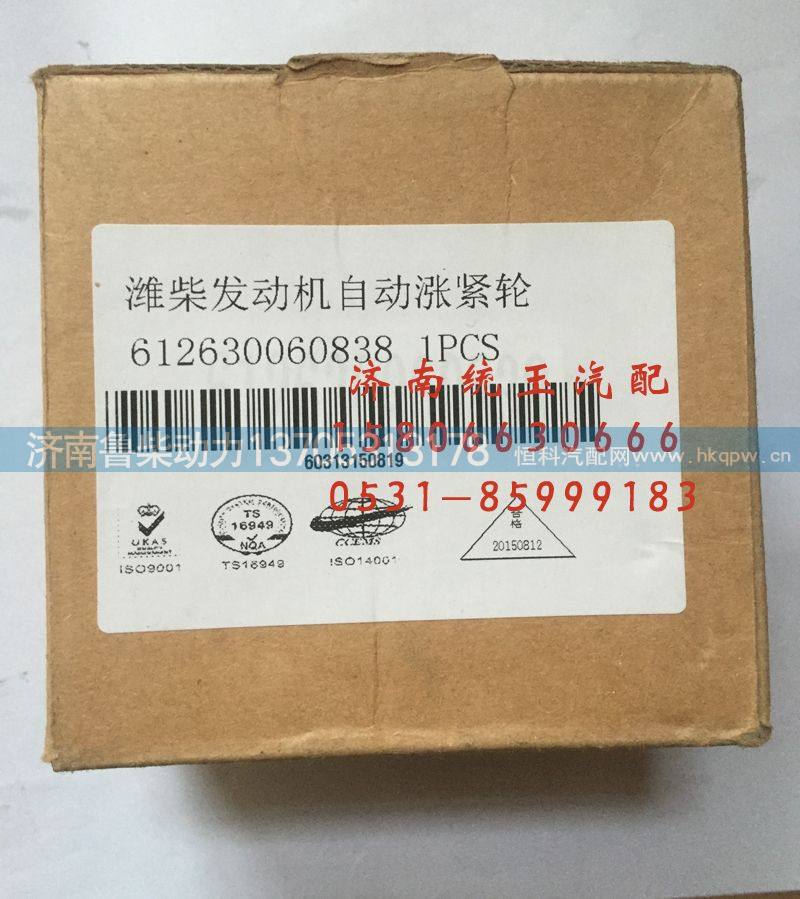 潍柴发动机自动涨紧轮
612630060838 1PCS
济南统玉汽配
15806630666
济南鲁柴动力
恒科汽配网www.hkqpw.cn
60313150819
0531-85999183
TS
16949
NQA
UKAS
ISO9001
TS16949
CCEMS
ISO14001
合格
20150812